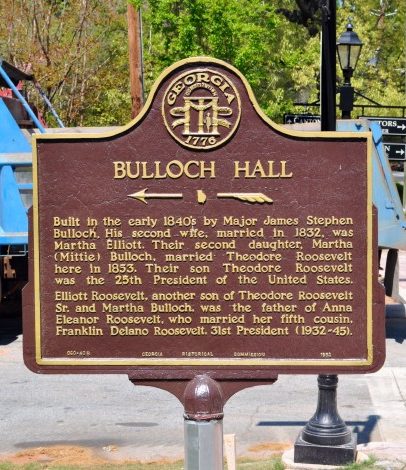 GEORGIA
1776
BULLOCH HALL
Built in the early 1840's by Major James Stephen
Bulloch. His second wife, married in 1832, was
Martha Elliott. Their second daughter, Martha
(Mittie) Bulloch, married Theodore Roosevelt
here in 1853. Their son Theodore Roosevelt
was the 25th President of the United States.
Elliott Roosevelt, another son of Theodore Roosevelt
Sr. and Martha Bulloch, was the father of Anna
Eleanor Roosevelt, who married her fifth cousin,
Franklin Delano Roosevelt, 31st President (1932-45).
GEORGIA HISTORICAL COMMISSION